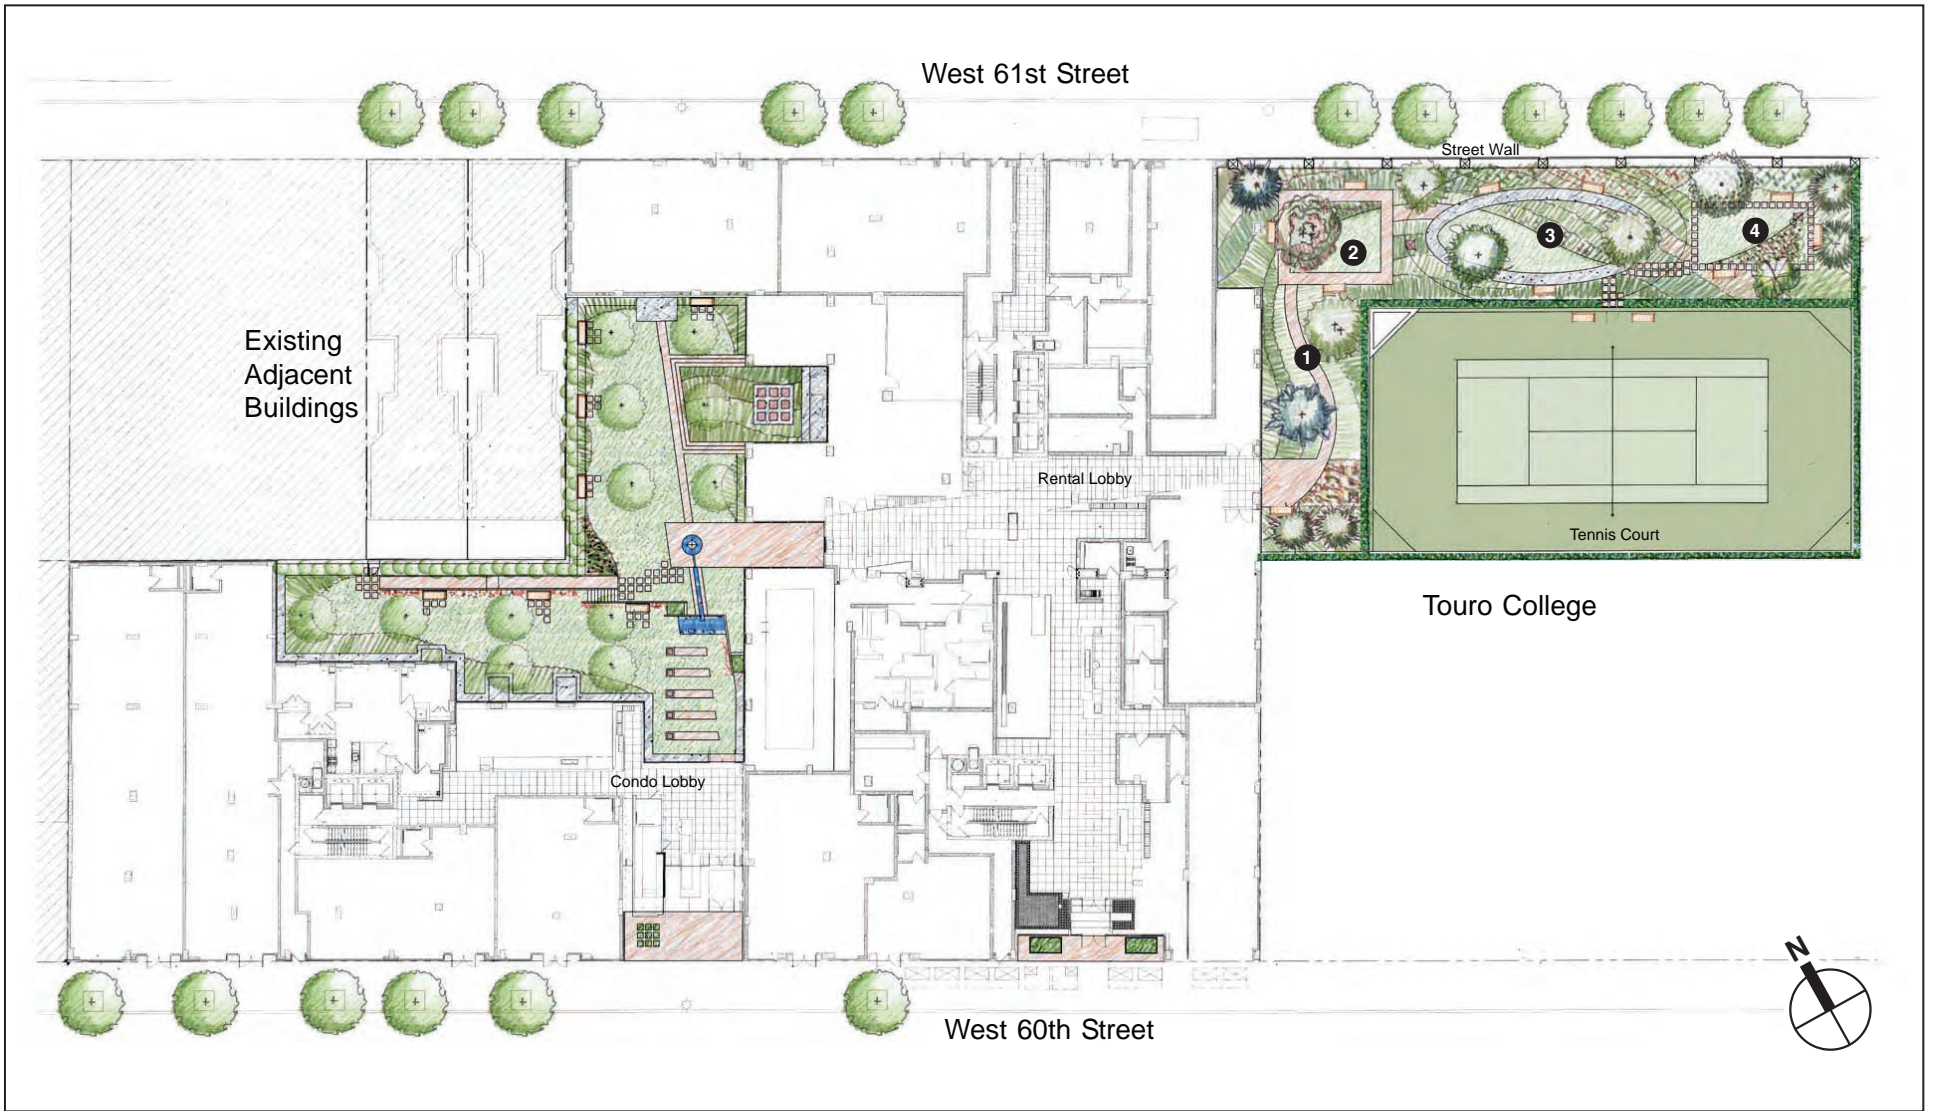 West 61st Street
Street Wall
2
3
4
Existing
Adjacent
Buildings
1
Rental Lobby
Tennis Court
Touro College
Condo Lobby
N
West 60th Street